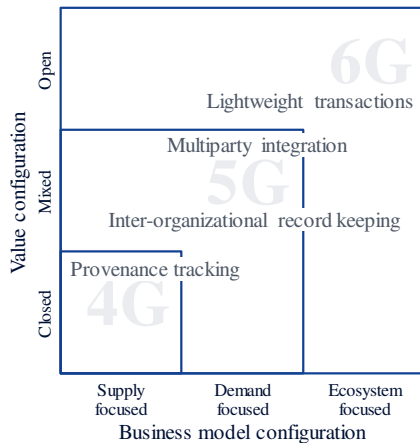 6G
Lightweight transactions
Multiparty integration
5G
Inter-organizational record keeping
Provenance tracking
4G
Value configuration
Open
Mixed
Closed
Supply
focused
Demand
focused
Ecosystem
focused
Business model configuration